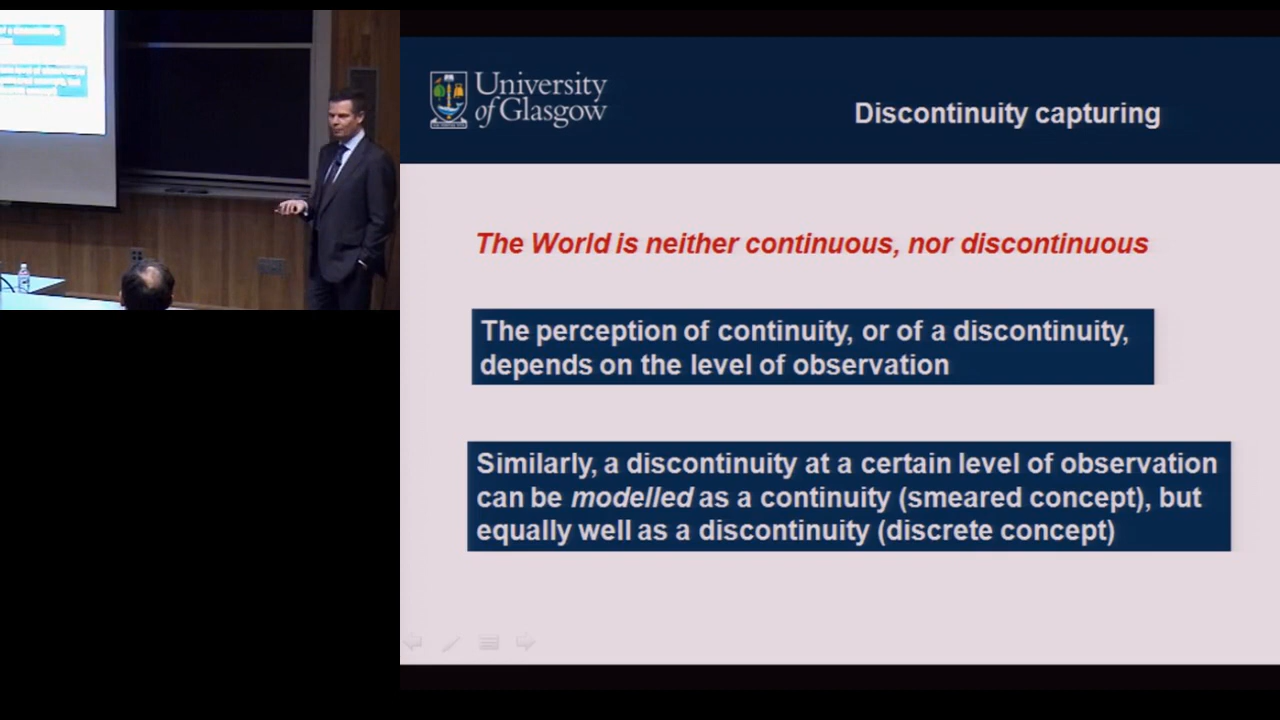 University
of Glasgow
Discontinuity capturing
The World is neither continuous, nor discontinuous
The perception of continuity, or of a discontinuity,
depends on the level of observation
Similarly, a discontinuity at a certain level of observation
can be modelled as a continuity (smeared concept), but
equally well as a discontinuity (discrete concept)